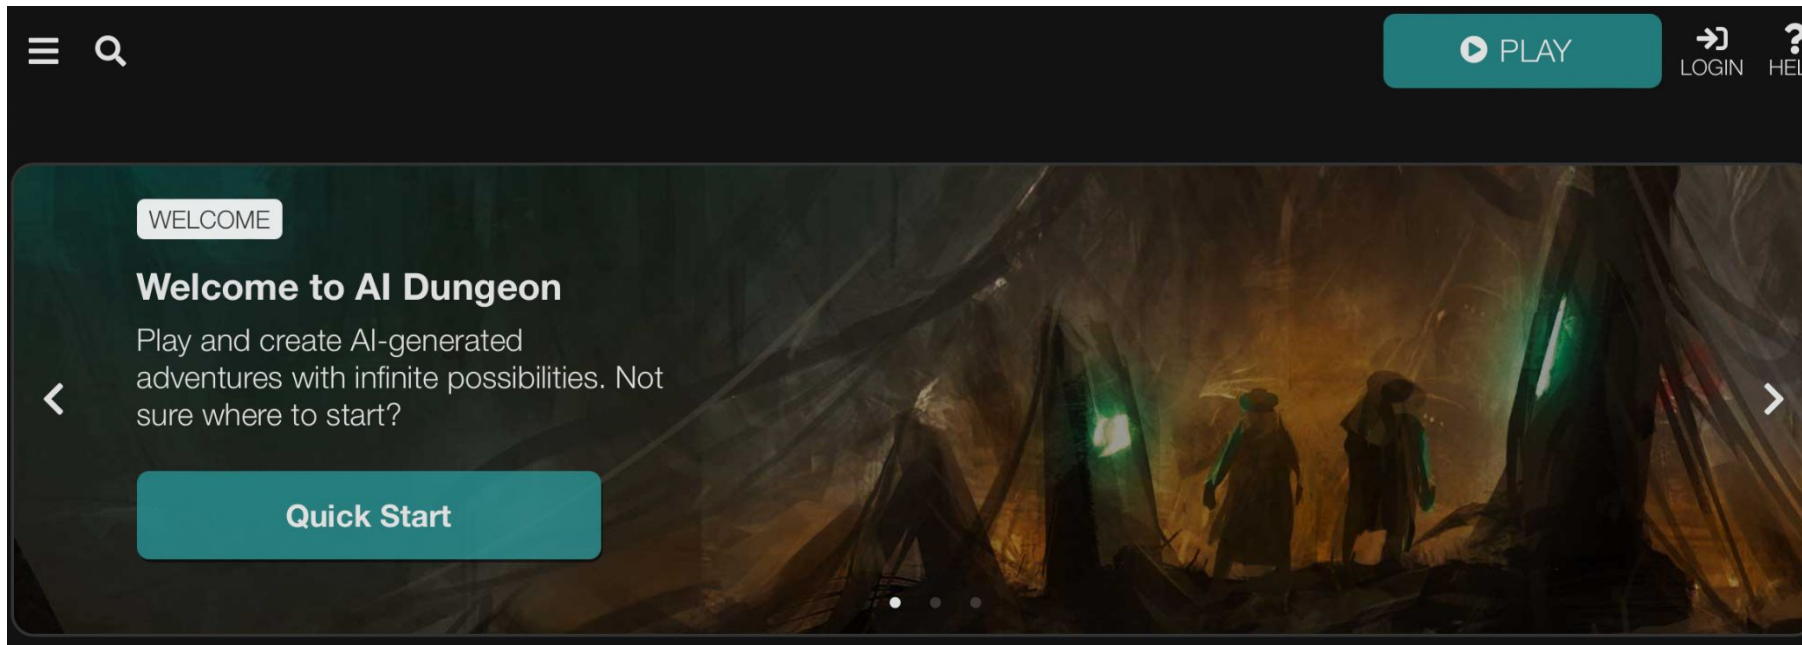 PLAY
LOGIN
HEL
WELCOME
Welcome to AI Dungeon
Play and create AI-generated
adventures with infinite possibilities. Not
sure where to start?
Quick Start